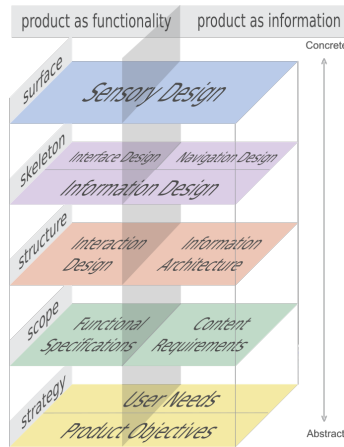 product as functionality product as information
Concrete
surface
Sensory Design
skeleton
Interface Design Navigation Design
Information Design
structure
Interaction Information
Design Architecture
scope
Functional Content
Specifications Requirements
strategy
User Needs
Product Objectives
Abstract